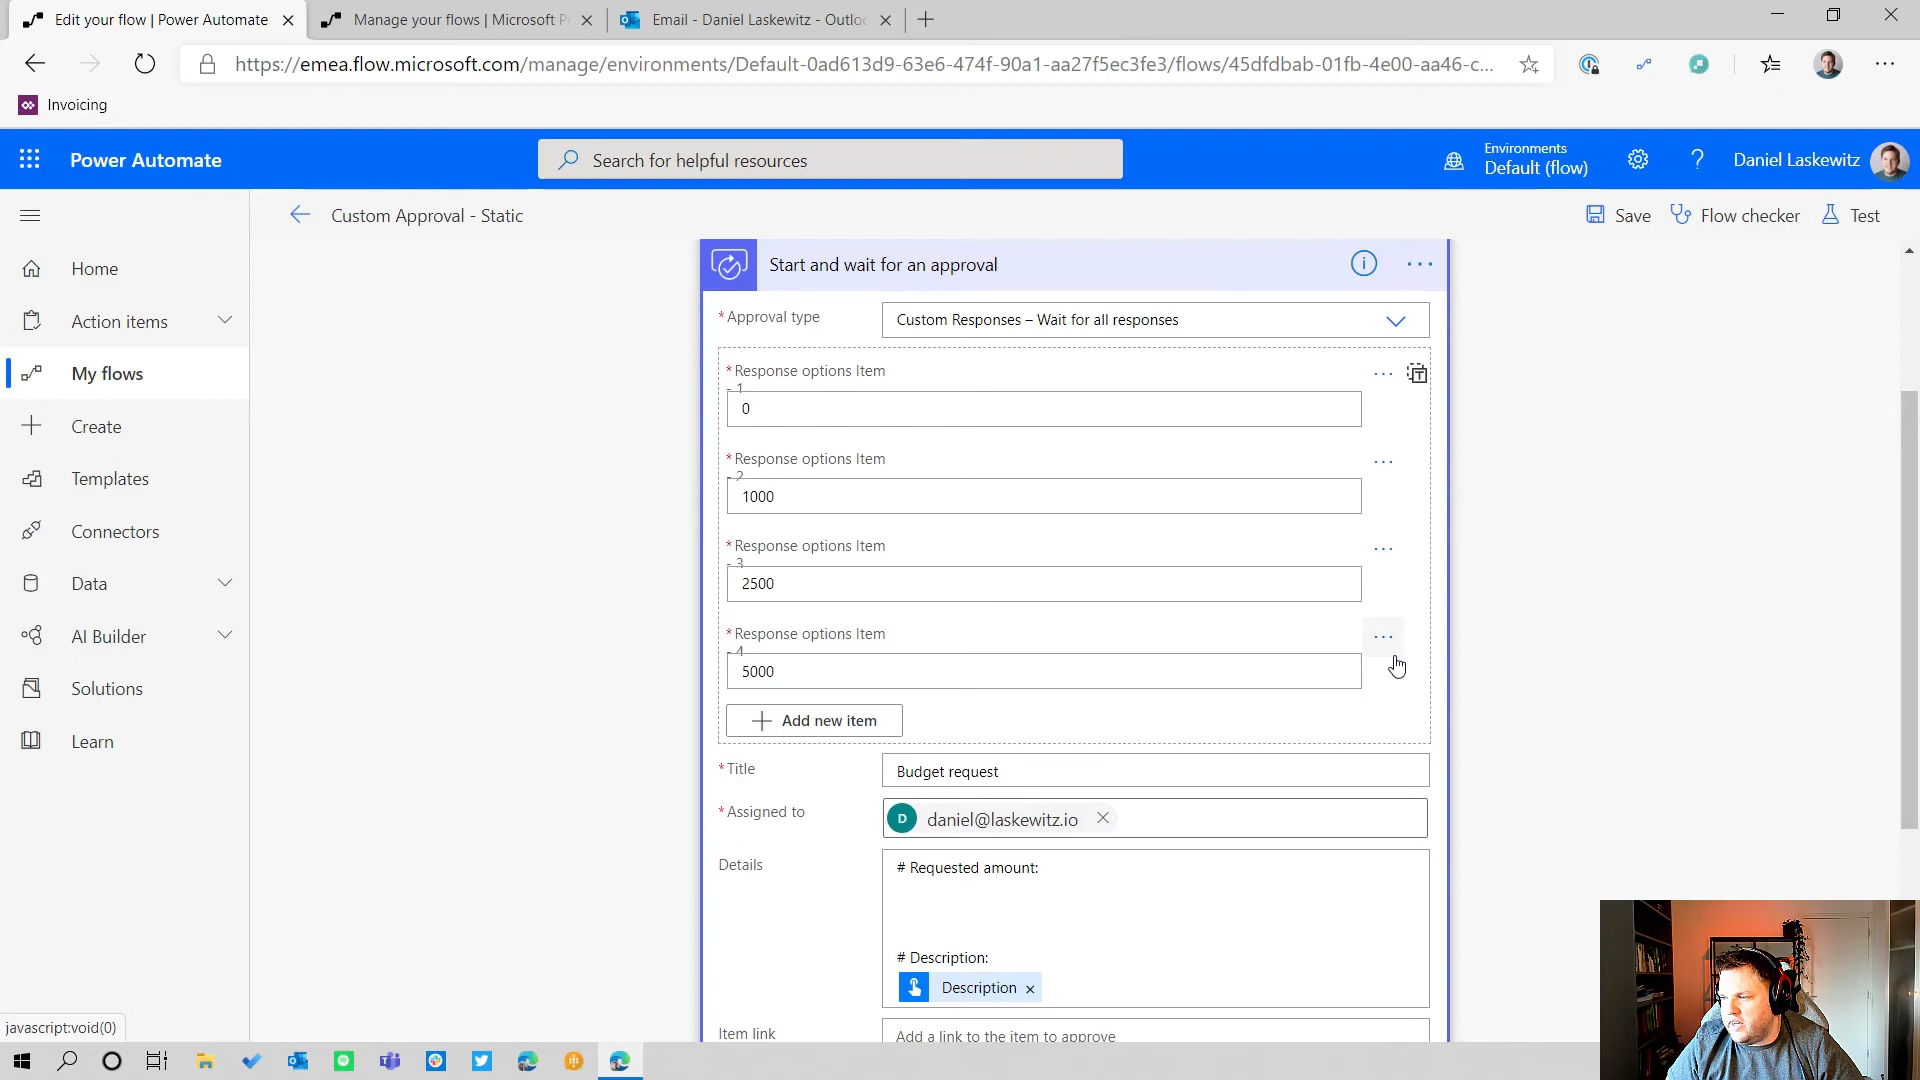 Edit your flow | Power Automate
Manage your flows | Microsoft P
Email - Daniel Laskewitz - Outloo
https://emea.flow.microsoft.com/manage/environments/Default-0ad613d9-63e6-474f-90a1-aa27f5ec3fe3/flows/45dfdbab-01fb-4e00-aa46-c...
Invoicing
Power Automate
Search for helpful resources
Environments
Default (flow)
?
Daniel Laskewitz
Custom Approval - Static
Save
Flow checker
Test
Home
Action items
My flows
Create
Templates
Connectors
Data
AI Builder
Solutions
Learn
Start and wait for an approval
* Approval type
Custom Responses – Wait for all responses
* Response options Item
- 1
0
* Response options Item
- 2
1000
* Response options Item
- 3
2500
* Response options Item
- 4
5000
Add new item
* Title
Budget request
* Assigned to
D
daniel@laskewitz.io
Details
# Requested amount:
# Description:
Description
Item link
Add a link to the item to approve
javascript:void(0)